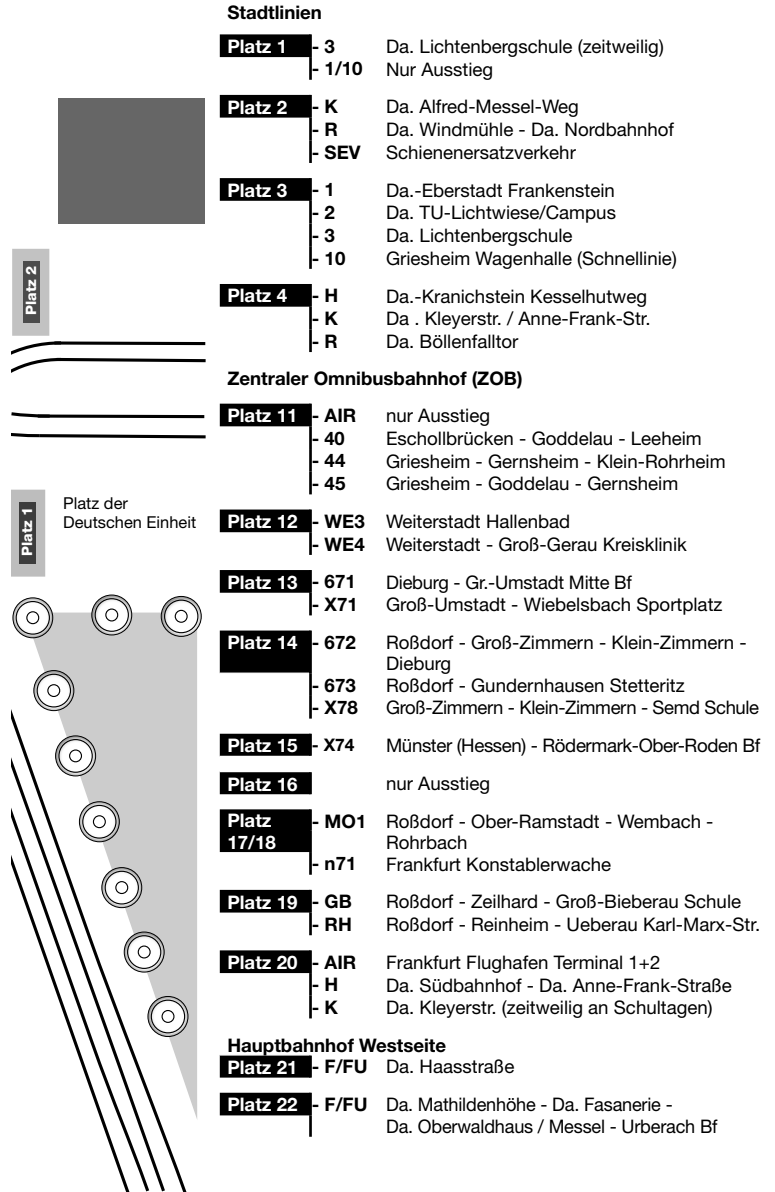 Stadtlinien
Platz 1 - 3 Da. Lichtenbergschule (zeitweilig)
- 1/10 Nur Ausstieg
Platz 2 - K Da. Alfred-Messel-Weg
- R Da. Windmühle - Da. Nordbahnhof
- SEV Schienenersatzverkehr
Platz 3 - 1 Da.-Eberstadt Frankenstein
- 2 Da. TU-Lichtwiese/Campus
- 3 Da. Lichtenbergschule
- 10 Griesheim Wagenhalle (Schnellinie)
Platz 2
Platz 4 - H Da.-Kranichstein Kesselhutweg
- K Da . Kleyerstr. / Anne-Frank-Str.
- R Da. Böllenfalltor
Zentraler Omnibusbahnhof (ZOB)
Platz 11 - AIR nur Ausstieg
- 40 Eschollbrücken - Goddelau - Leeheim
- 44 Griesheim - Gernsheim - Klein-Rohrheim
- 45 Griesheim - Goddelau - Gernsheim
Platz 1
Platz der
Deutschen Einheit
Platz 12 - WE3 Weiterstadt Hallenbad
- WE4 Weiterstadt - Groß-Gerau Kreisklinik
Platz 13 - 671 Dieburg - Gr.-Umstadt Mitte Bf
- X71 Groß-Umstadt - Wiebelsbach Sportplatz
Platz 14 - 672 Roßdorf - Groß-Zimmern - Klein-Zimmern -
Dieburg
- 673 Roßdorf - Gundernhausen Stetteritz
- X78 Groß-Zimmern - Klein-Zimmern - Semd Schule
Platz 15 - X74 Münster (Hessen) - Rödermark-Ober-Roden Bf
Platz 16 nur Ausstieg
Platz 17/18 - MO1 Roßdorf - Ober-Ramstadt - Wembach -
Rohrbach
- n71 Frankfurt Konstablerwache
Platz 19 - GB Roßdorf - Zeilhard - Groß-Bieberau Schule
- RH Roßdorf - Reinheim - Ueberau Karl-Marx-Str.
Platz 20 - AIR Frankfurt Flughafen Terminal 1+2
- H Da. Südbahnhof - Da. Anne-Frank-Straße
- K Da. Kleyerstr. (zeitweilig an Schultagen)
Hauptbahnhof Westseite
Platz 21 - F/FU Da. Haasstraße
Platz 22 - F/FU Da. Mathildenhöhe - Da. Fasanerie -
Da. Oberwaldhaus / Messel - Urberach Bf